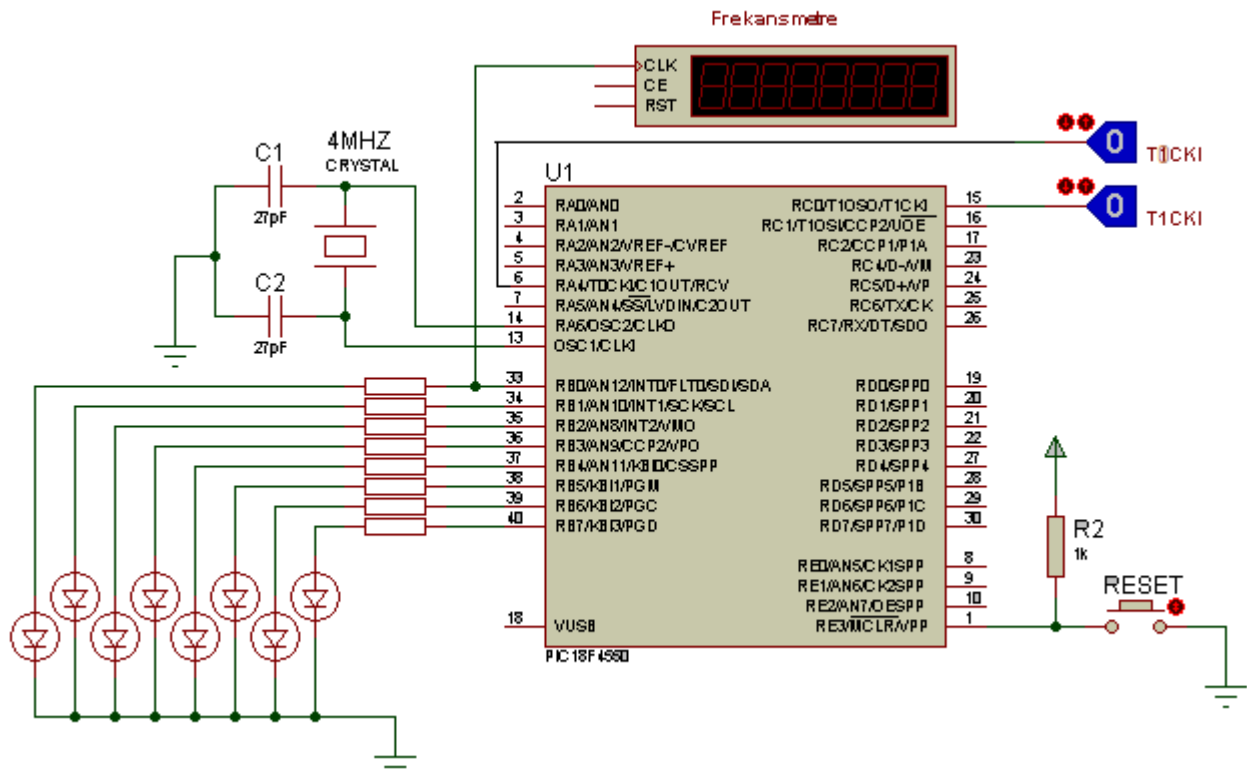 Frekansmetre
CLK
CE
RST
4MHZ
CRYSTAL
C1
27pF
C2
27pF
0
T1CKI
0
T1CKI
U1
2 RA0/AN0
3 RA1/AN1
4 RA2/AN2/VREF-/CVREF
5 RA3/AN3/VREF+
6 RA4/T0CKI/C1OUT/RCV
7 RA5/AN4/SS/LVDIN/C2OUT
14 RA6/OSC2/CLKO
13 OSC1/CLKI
33 RB0/AN12/INT0/FLT0/SDI/SDA
34 RB1/AN10/INT1/SCK/SCL
35 RB2/AN8/INT2/VMO
36 RB3/AN9/CCP2/VPO
37 RB4/AN11/KBI0/CSSPP
38 RB5/KBI1/PGM
39 RB6/KBI2/PGC
40 RB7/KBI3/PGD
18 VUSB
RC0/T1OSO/T1CKI 15
RC1/T1OSI/CCP2/UOE 16
RC2/CCP1/P1A 17
RC4/D-/VM 23
RC5/D+/VP 24
RC6/TX/CK 25
RC7/RX/DT/SDO 26
RD0/SPP0 19
RD1/SPP1 20
RD2/SPP2 21
RD3/SPP3 22
RD4/SPP4 27
RD5/SPP5/P1B 28
RD6/SPP6/P1C 29
RD7/SPP7/P1D 30
RE0/AN5/CK1SPP 8
RE1/AN6/CK2SPP 9
RE2/AN7/OESPP 10
RE3/MCLR/VPP 1
PIC18F4550
R2
1k
RESET